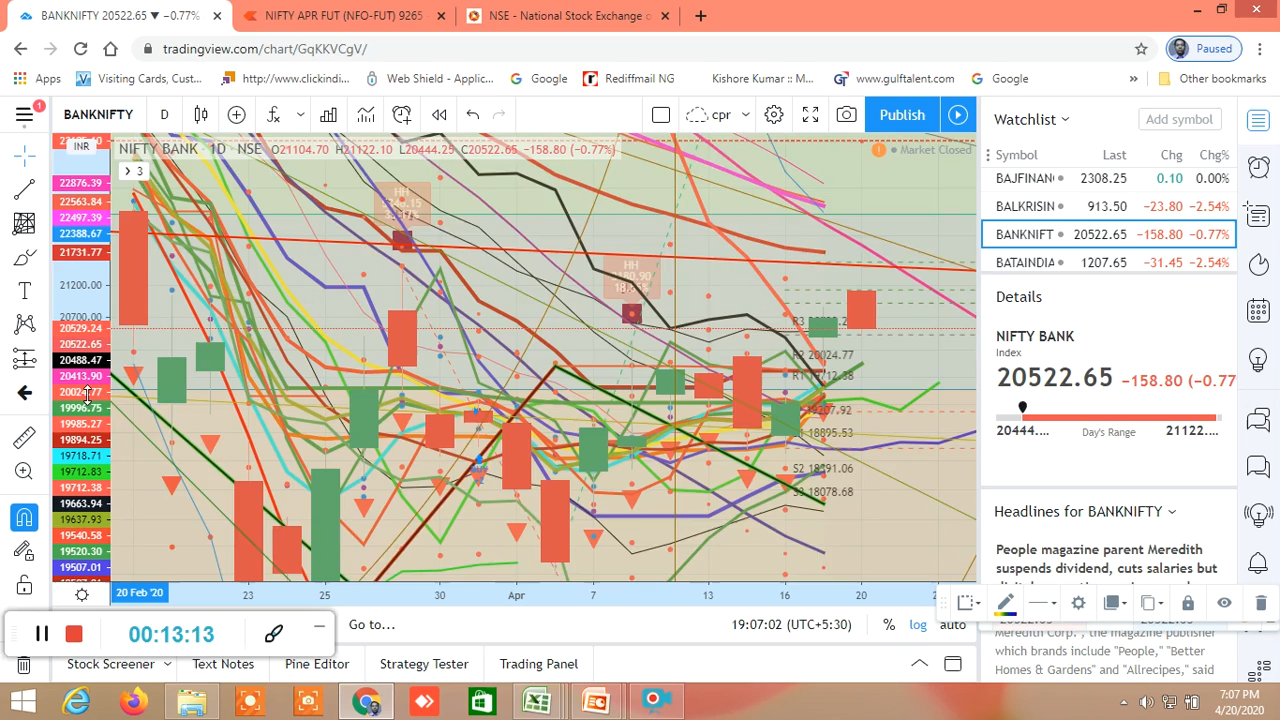 BANKNIFTY 20522.65 ▼ −0.77%
NIFTY APR FUT (NFO-FUT) 9265
NSE - National Stock Exchange o
tradingview.com/chart/GqKKVCgV/
Paused
Apps
Visiting Cards, Cust...
http://www.clickindi...
Web Shield - Applic...
Google
Rediffmail NG
Kishore Kumar :: M...
www.gulftalent.com
Google
»
Other bookmarks
1
BANKNIFTY
D
cpr
Publish
INR
NIFTY BANK · 1D · NSE O21104.70 H21122.10 L20444.25 C20522.65 −158.80 (−0.77%)
Market Closed
3
22876.39
22563.84
22497.39
22388.67
21731.77
21200.00
20700.00
20529.24
20522.65
20488.47
20413.90
20024.77
19996.75
19985.27
19894.25
19718.71
19712.83
19712.38
19663.94
19637.93
19540.58
19520.30
19507.01
HH
HH
R2 20024.77
19207.92
18895.53
S2 18591.06
S3 18078.68
20 Feb '20
23
25
Apr
7
13
16
20
Watchlist
Add symbol
Symbol Last Chg Chg%
BAJFINAN 2308.25 0.10 0.00%
BALKRISIN 913.50 −23.80 −2.54%
BANKNIFT 20522.65 −158.80 −0.77%
BATAINDIA 1207.65 −31.45 −2.54%
Details
NIFTY BANK
Index
20522.65 −158.80 (−0.77
20444....
Day's Range
21122....
Headlines for BANKNIFTY
People magazine parent Meredith
suspends dividend, cuts salaries but
Meredith Corp., the magazine publisher
which brands include "People," "Better
Homes & Gardens" and "Allrecipes," said
00:13:13
Go to...
19:07:02 (UTC+5:30)
%
log
auto
Stock Screener
Text Notes
Pine Editor
Strategy Tester
Trading Panel
7:07 PM
4/20/2020